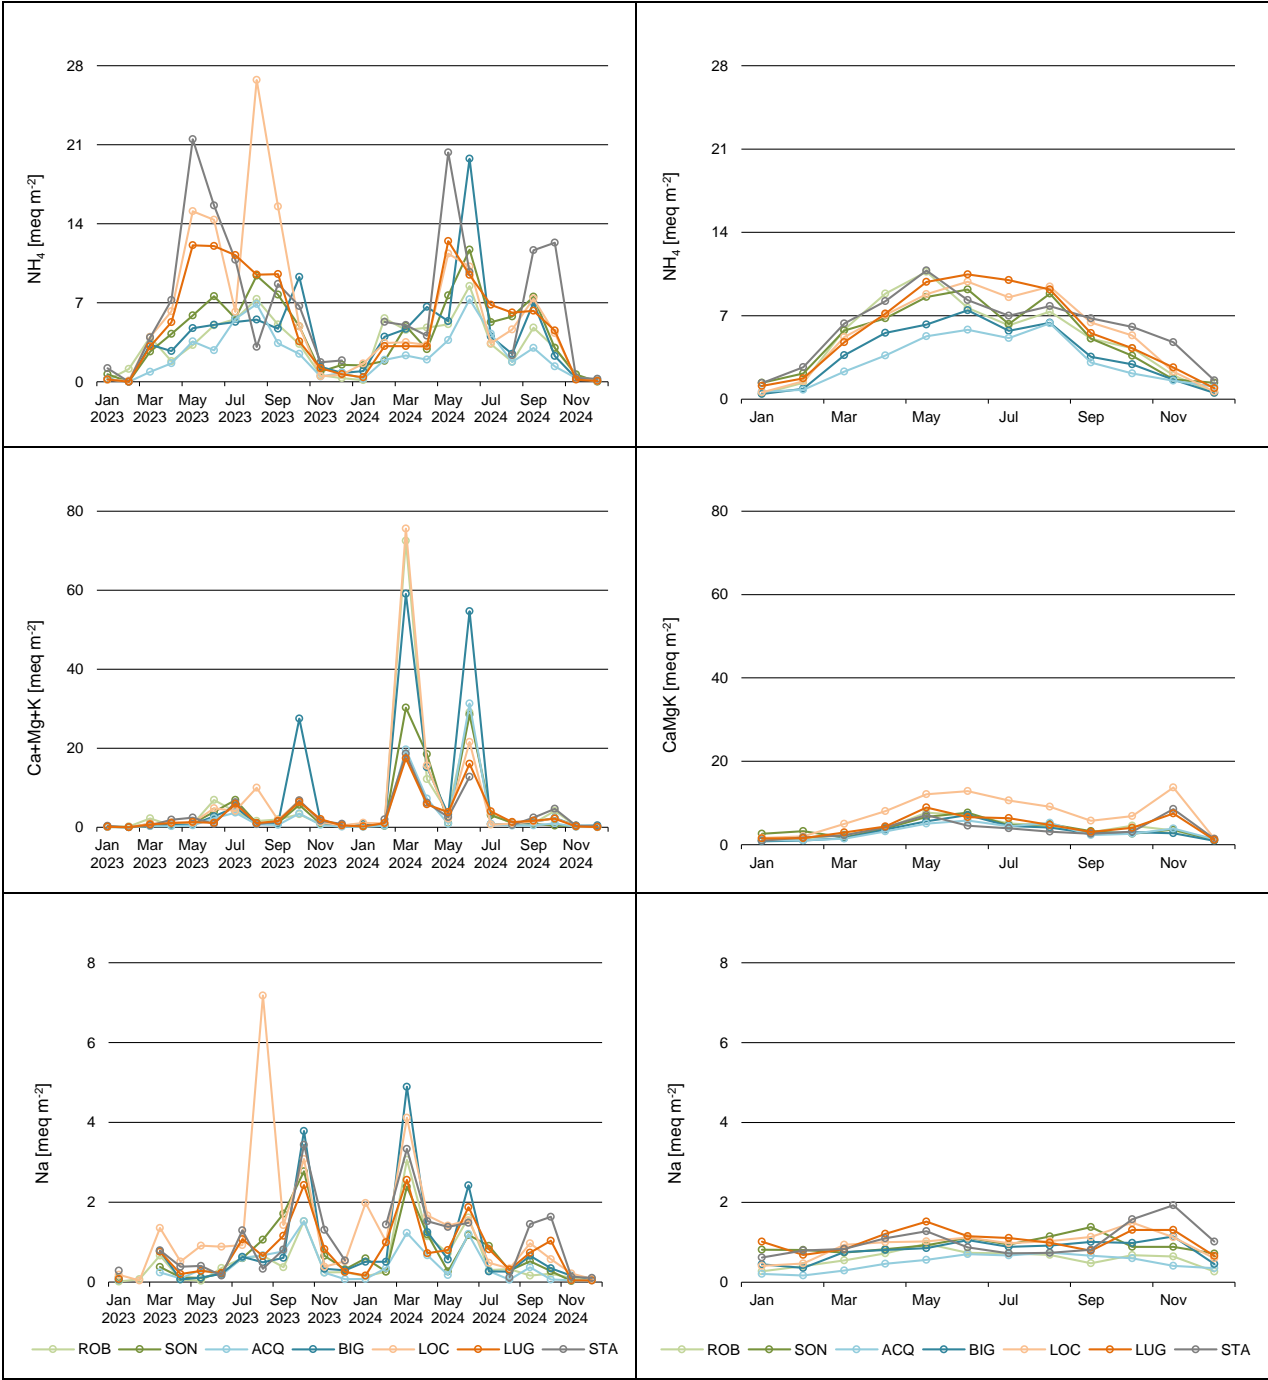 28
21
14
7
0
NH4 [meq m-2]
Jan Mar May Jul Sep Nov Jan Mar May Jul Sep Nov
2023 2023 2023 2023 2023 2023 2024 2024 2024 2024 2024 2024
28
21
14
7
0
NH4 [meq m-2]
Jan Mar May Jul Sep Nov
80
60
40
20
0
Ca+Mg+K [meq m-2]
Jan Mar May Jul Sep Nov Jan Mar May Jul Sep Nov
2023 2023 2023 2023 2023 2023 2024 2024 2024 2024 2024 2024
80
60
40
20
0
CaMgK [meq m-2]
Jan Mar May Jul Sep Nov
8
6
4
2
0
Na [meq m-2]
Jan Mar May Jul Sep Nov Jan Mar May Jul Sep Nov
2023 2023 2023 2023 2023 2023 2024 2024 2024 2024 2024 2024
ROB SON ACQ BIG LOC LUG STA
8
6
4
2
0
Na [meq m-2]
Jan Mar May Jul Sep Nov
ROB SON ACQ BIG LOC LUG STA